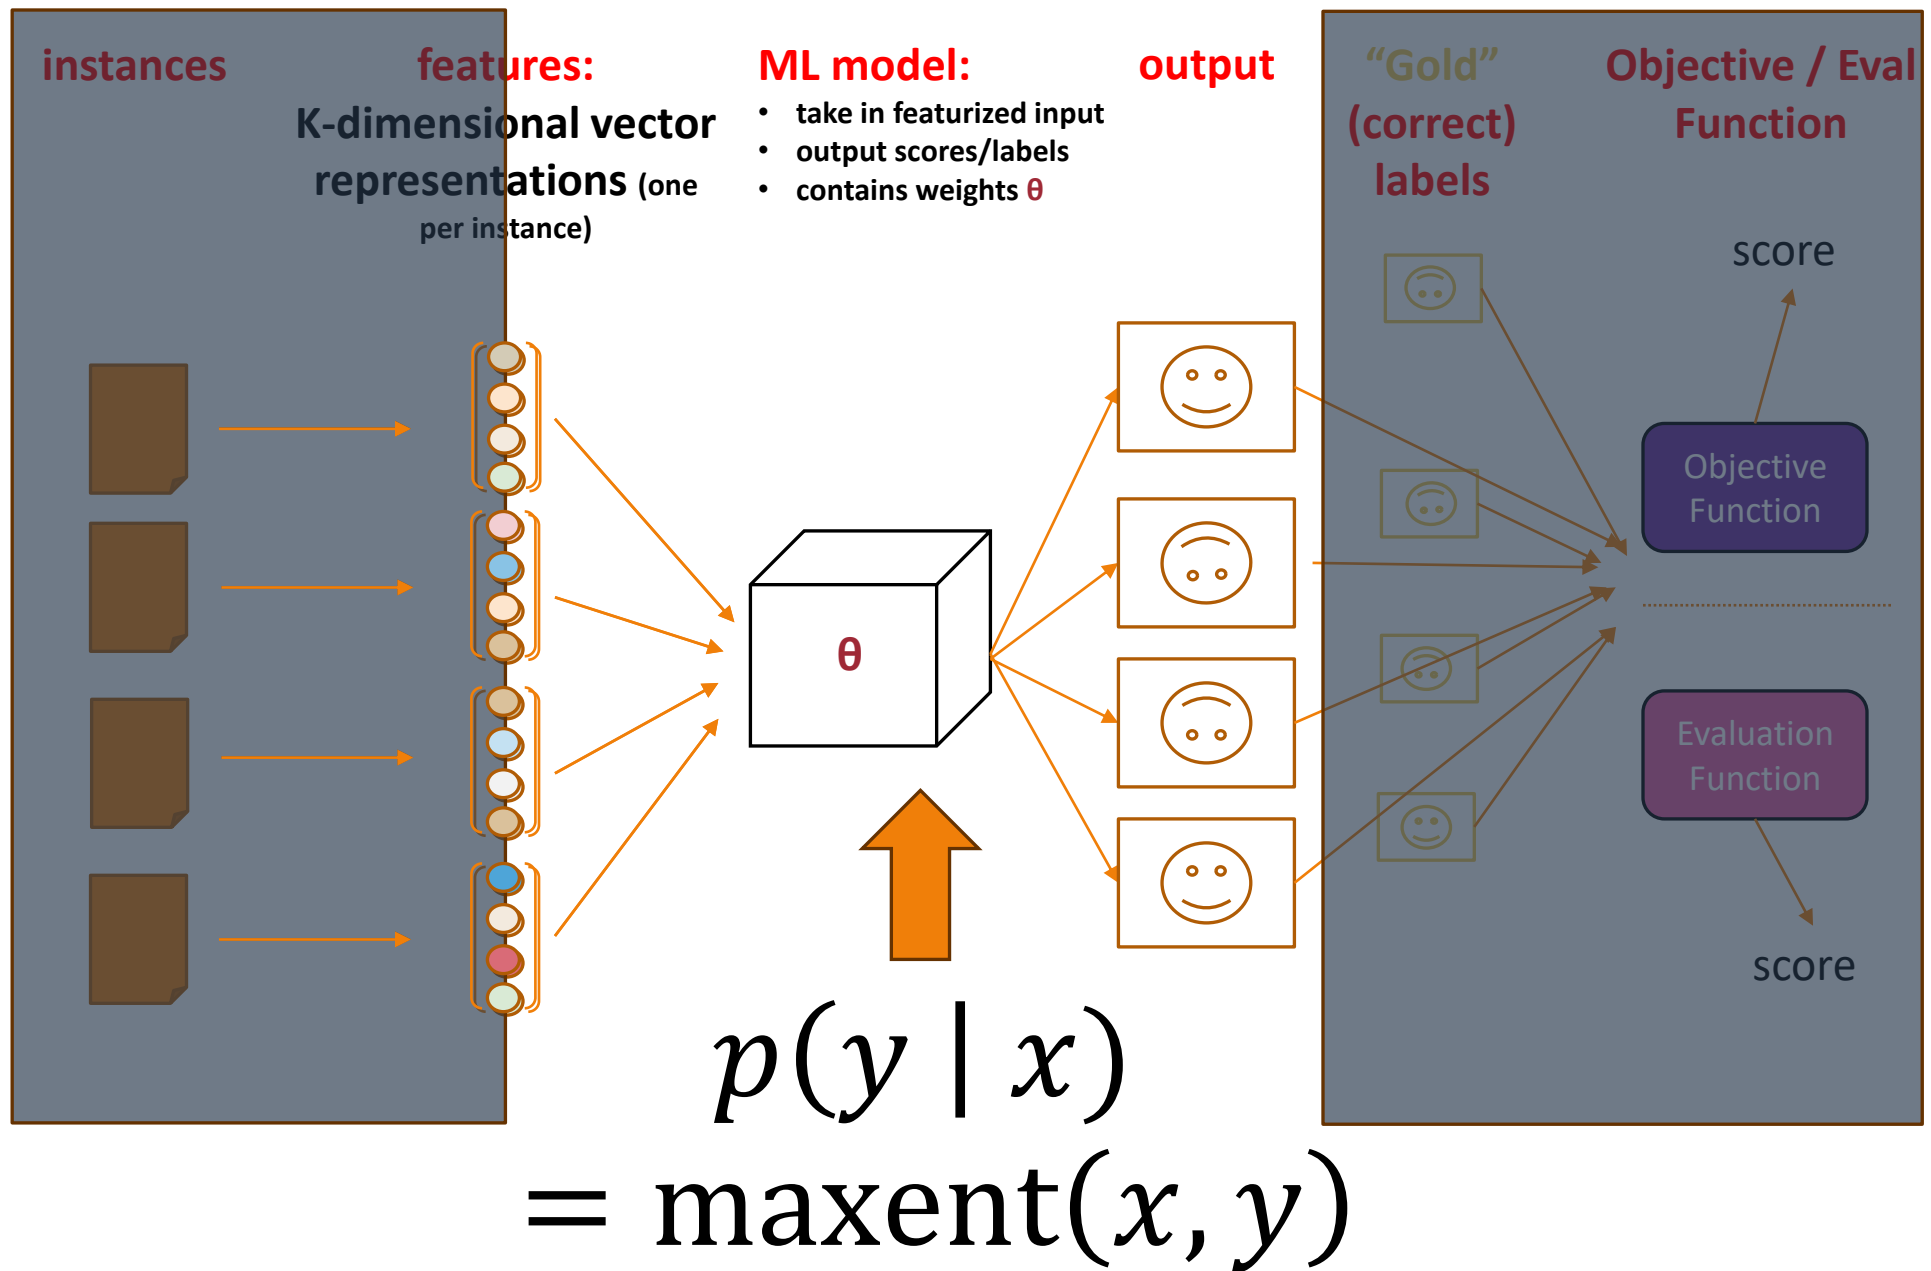 instances
features:
K-dimensional vector
representations (one
per instance)
ML model:
• take in featurized input
• output scores/labels
• contains weights θ
output
“Gold”
(correct)
labels
Objective / Eval
Function
score
Objective
Function
θ
Evaluation
Function
score
p(y | x)
= maxent(x, y)